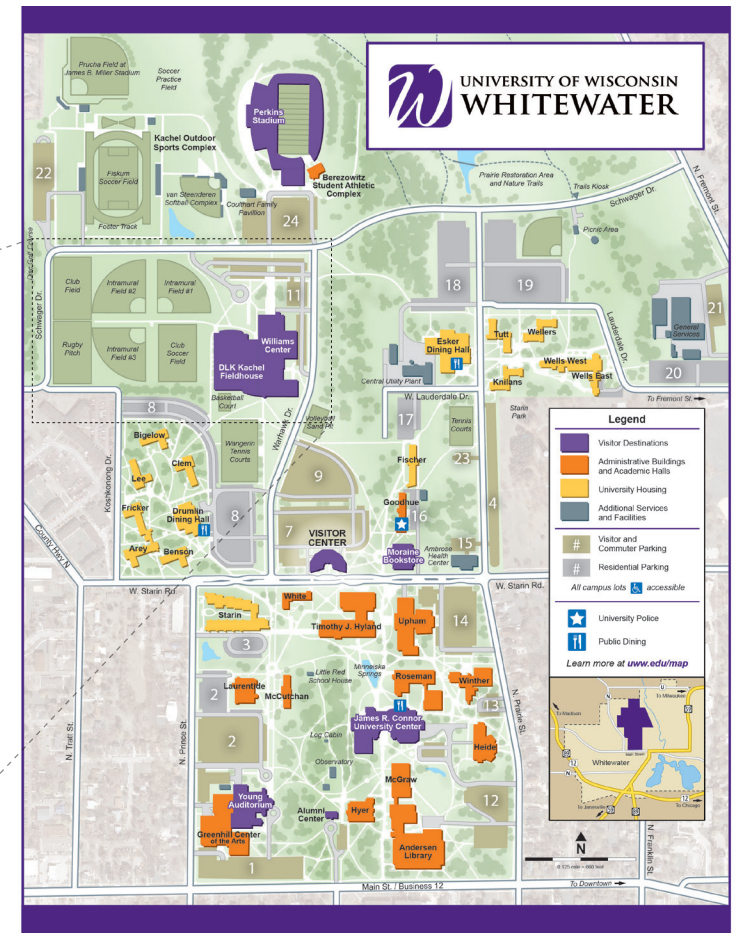 UNIVERSITY OF WISCONSIN
WHITEWATER
Prucha Field at
James B. Miller Stadium
Soccer
Practice
Field
Perkins
Stadium
Kachel Outdoor
Sports Complex
Fiskum
Soccer Field
Foster Track
22
van Steenderen
Softball Complex
Coulthart Family
Pavilion
24
Berezowitz
Student Athletic
Complex
Prairie Restoration Area
and Nature Trails
Trails Kiosk
Picnic Area
Schwager Dr.
N. Fremont St.
Schwager Dr.
Club
Field
Intramural
Field #2
Intramural
Field #1
Rugby
Pitch
Intramural
Field #3
Club
Soccer
Field
11
Williams
Center
DLK Kachel
Fieldhouse
Basketball
Court
Warhawk Dr.
Volleyball
Sand Pit
18
19
Esker
Dining Hall
Central Utility Plant
Tutt
Wellers
Wells West
Wells East
Knilans
Lauderdale Dr.
General
Services
21
20
To Fremont St.
W. Lauderdale Dr.
17
Tennis
Courts
23
Starin
Park
4
8
Bigelow
Clem
Lee
Fricker
Drumlin
Dining Hall
Arey
Benson
8
Wangerin
Tennis
Courts
Koshkonong Dr.
County Hwy N
9
7
VISITOR
CENTER
Fischer
Goodhue
16
Moraine
Bookstore
Ambrose
Health
Center
15
W. Starin Rd
W. Starin Rd.
Starin
3
White
Timothy J. Hyland
Upham
14
Laurentide
2
McCutchan
Little Red
School House
Minneiska
Springs
Roseman
Winther
13
James R. Connor
University Center
2
Log Cabin
Observatory
Heide
N. Tratt St.
N. Prince St.
N. Prairie St.
Young
Auditorium
Greenhill Center
of the Arts
1
Alumni
Center
Hyer
McGraw
12
Andersen
Library
Main St. / Business 12
To Downtown
N. Franklin St.
N
Legend
Visitor Destinations
Administrative Buildings
and Academic Halls
University Housing
Additional Services
and Facilities
# Visitor and
Commuter Parking
# Residential Parking
All campus lots accessible
University Police
Public Dining
Learn more at uww.edu/map
To Madison
To Milwaukee
U
N
Main Street
Whitewater
12
N
To Janesville
12
To Chicago